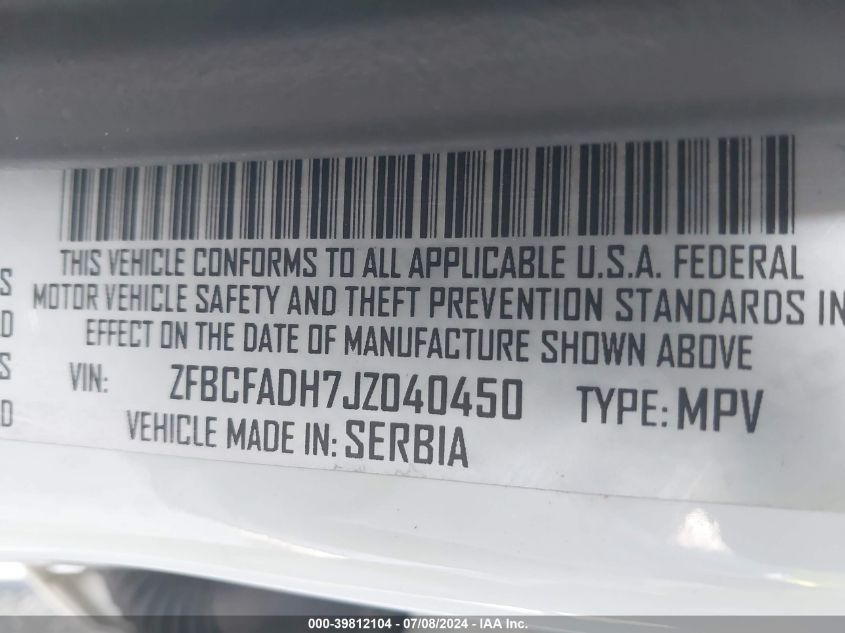 THIS VEHICLE CONFORMS TO ALL APPLICABLE U.S.A. FEDERAL
MOTOR VEHICLE SAFETY AND THEFT PREVENTION STANDARDS IN
EFFECT ON THE DATE OF MANUFACTURE SHOWN ABOVE
VIN: ZFBCFADH7JZ040450 TYPE: MPV
VEHICLE MADE IN: SERBIA
S
D
S
D
000-39812104 - 07/08/2024 - IAA Inc.